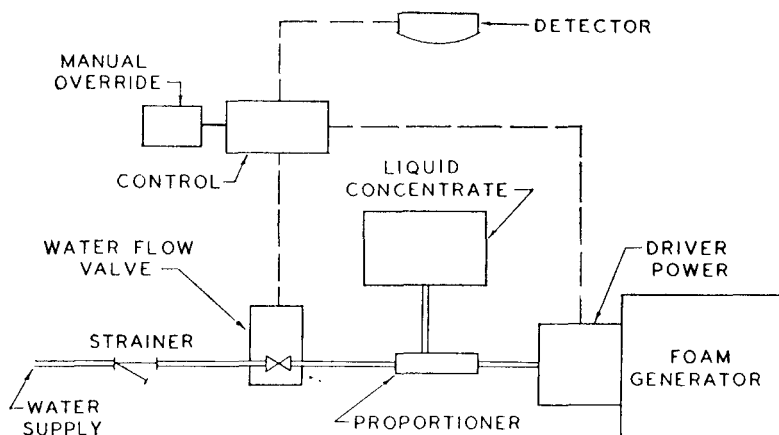 DETECTOR
MANUAL
OVERRIDE
CONTROL
LIQUID
CONCENTRATE
WATER FLOW
VALVE
DRIVER
POWER
STRAINER
FOAM
GENERATOR
WATER
SUPPLY
PROPORTIONER